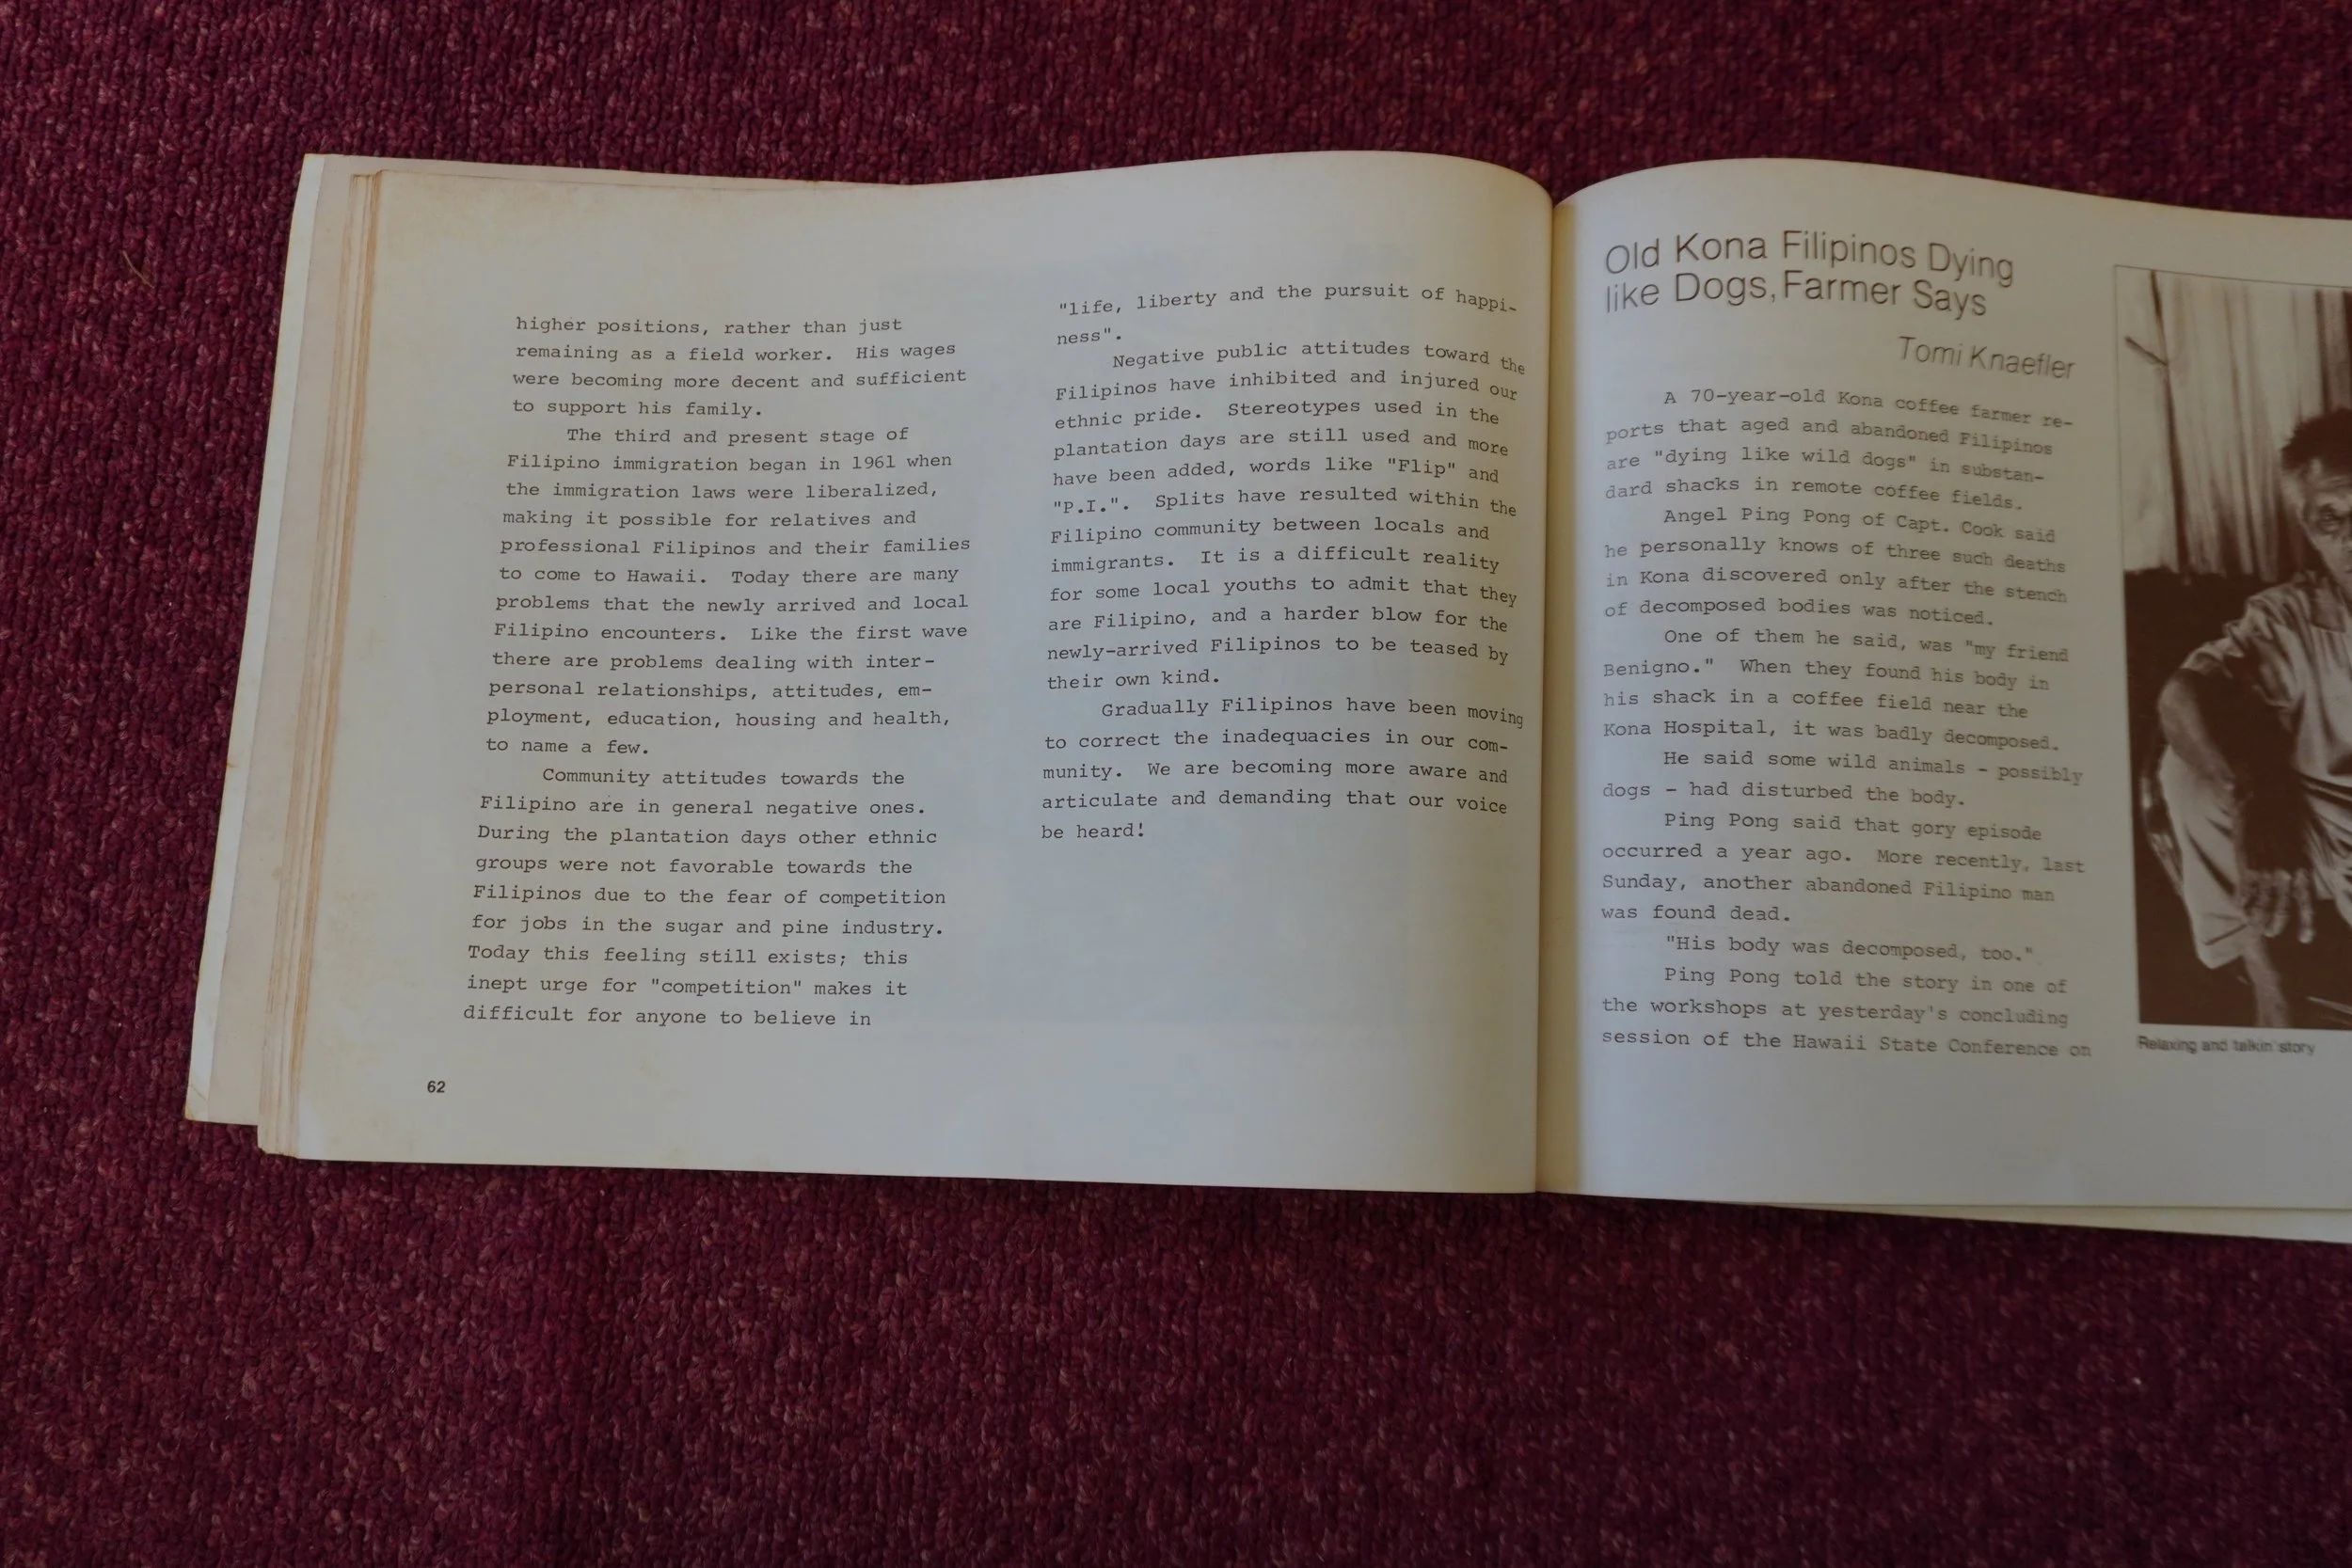 higher positions, rather than just
remaining as a field worker.  His wages
were becoming more decent and sufficient
to support his family.
The third and present stage of
Filipino immigration began in 1961 when
the immigration laws were liberalized,
making it possible for relatives and
professional Filipinos and their families
to come to Hawaii.  Today there are many
problems that the newly arrived and local
Filipino encounters.  Like the first wave
there are problems dealing with inter-
personal relationships, attitudes, em-
ployment, education, housing and health,
to name a few.
Community attitudes towards the
Filipino are in general negative ones.
During the plantation days other ethnic
groups were not favorable towards the
Filipinos due to the fear of competition
for jobs in the sugar and pine industry.
Today this feeling still exists; this
inept urge for "competition" makes it
difficult for anyone to believe in
62
"life, liberty and the pursuit of happi-
ness".
Negative public attitudes toward the
Filipinos have inhibited and injured our
ethnic pride.  Stereotypes used in the
plantation days are still used and more
have been added, words like "Flip" and
"P.I.".  Splits have resulted within the
Filipino community between locals and
immigrants.  It is a difficult reality
for some local youths to admit that they
are Filipino, and a harder blow for the
newly-arrived Filipinos to be teased by
their own kind.
Gradually Filipinos have been moving
to correct the inadequacies in our com-
munity.  We are becoming more aware and
articulate and demanding that our voice
be heard!
Old Kona Filipinos Dying
like Dogs, Farmer Says
Tomi Knaefler
A 70-year-old Kona coffee farmer re-
ports that aged and abandoned Filipinos
are "dying like wild dogs" in substan-
dard shacks in remote coffee fields.
Angel Ping Pong of Capt. Cook said
he personally knows of three such deaths
in Kona discovered only after the stench
of decomposed bodies was noticed.
One of them he said, was "my friend
Benigno."  When they found his body in
his shack in a coffee field near the
Kona Hospital, it was badly decomposed.
He said some wild animals - possibly
dogs - had disturbed the body.
Ping Pong said that gory episode
occurred a year ago.  More recently, last
Sunday, another abandoned Filipino man
was found dead.
"His body was decomposed, too."
Ping Pong told the story in one of
the workshops at yesterday's concluding
session of the Hawaii State Conference on
Relaxing and talkin' story